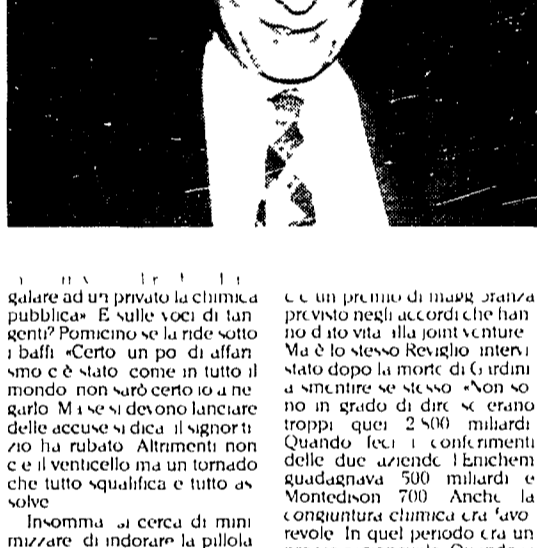 galare ad un privato la chimica
pubblica» E sulle voci di tan
genti? Pomicino se la ride sotto
i baffi «Certo un po di affari
smo c è stato come in tutto il
mondo non sarò certo io a ne
garlo Ma se si devono lanciare
delle accuse si dica il signor ti
zio ha rubato Altrimenti non
c e il venticello ma un tornado
che tutto squalifica e tutto as
solve
Insomma si cerca di mini
mizzare di indorare la pillola
c e un premio di maggioranza
previsto negli accordi che han
no dato vita alla joint venture
Ma è lo stesso Reviglio intervi
stato dopo la morte di Gardini
a smentire se stesso «Non so
no in grado di dire se erano
troppi quei 2 800 miliardi
Quando feci i conferimenti
delle due aziende l Enichem
guadagnava 500 miliardi e
Montedison 700 Anche la
congiuntura chimica era favo
revole In quel periodo era un